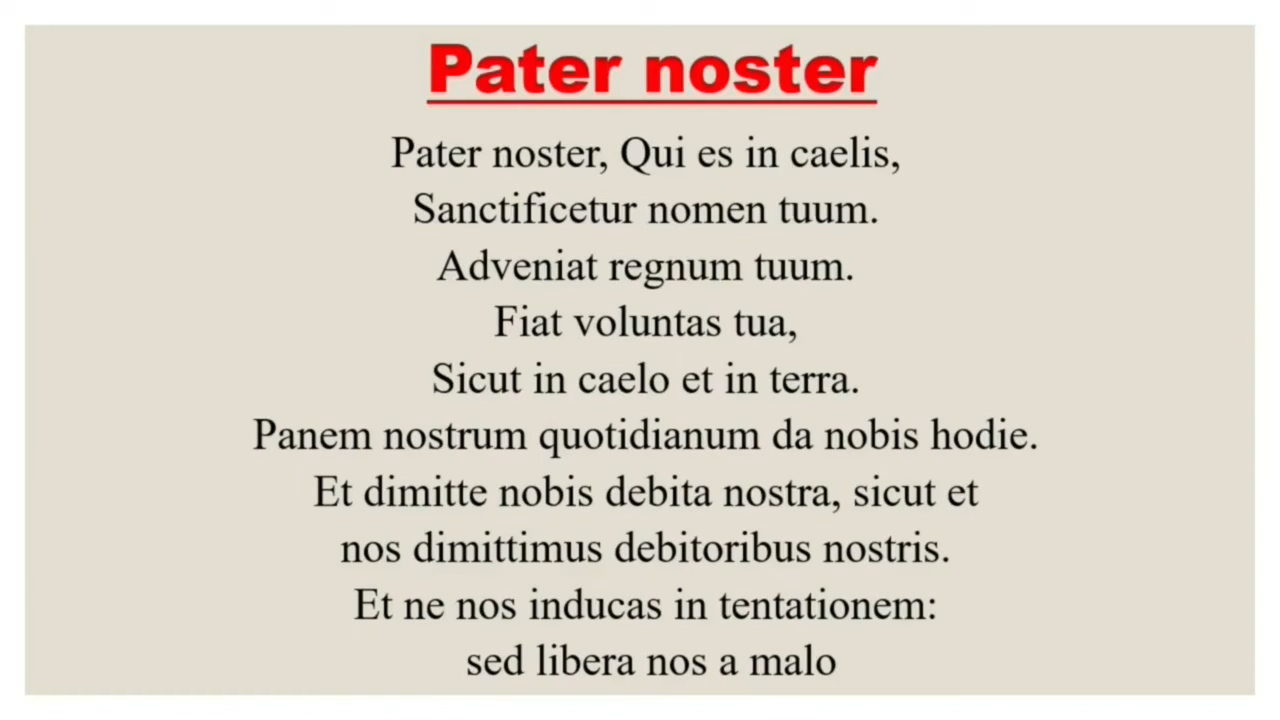 Pater noster
Pater noster, Qui es in caelis,
Sanctificetur nomen tuum.
Adveniat regnum tuum.
Fiat voluntas tua,
Sicut in caelo et in terra.
Panem nostrum quotidianum da nobis hodie.
Et dimitte nobis debita nostra, sicut et
nos dimittimus debitoribus nostris.
Et ne nos inducas in tentationem:
sed libera nos a malo